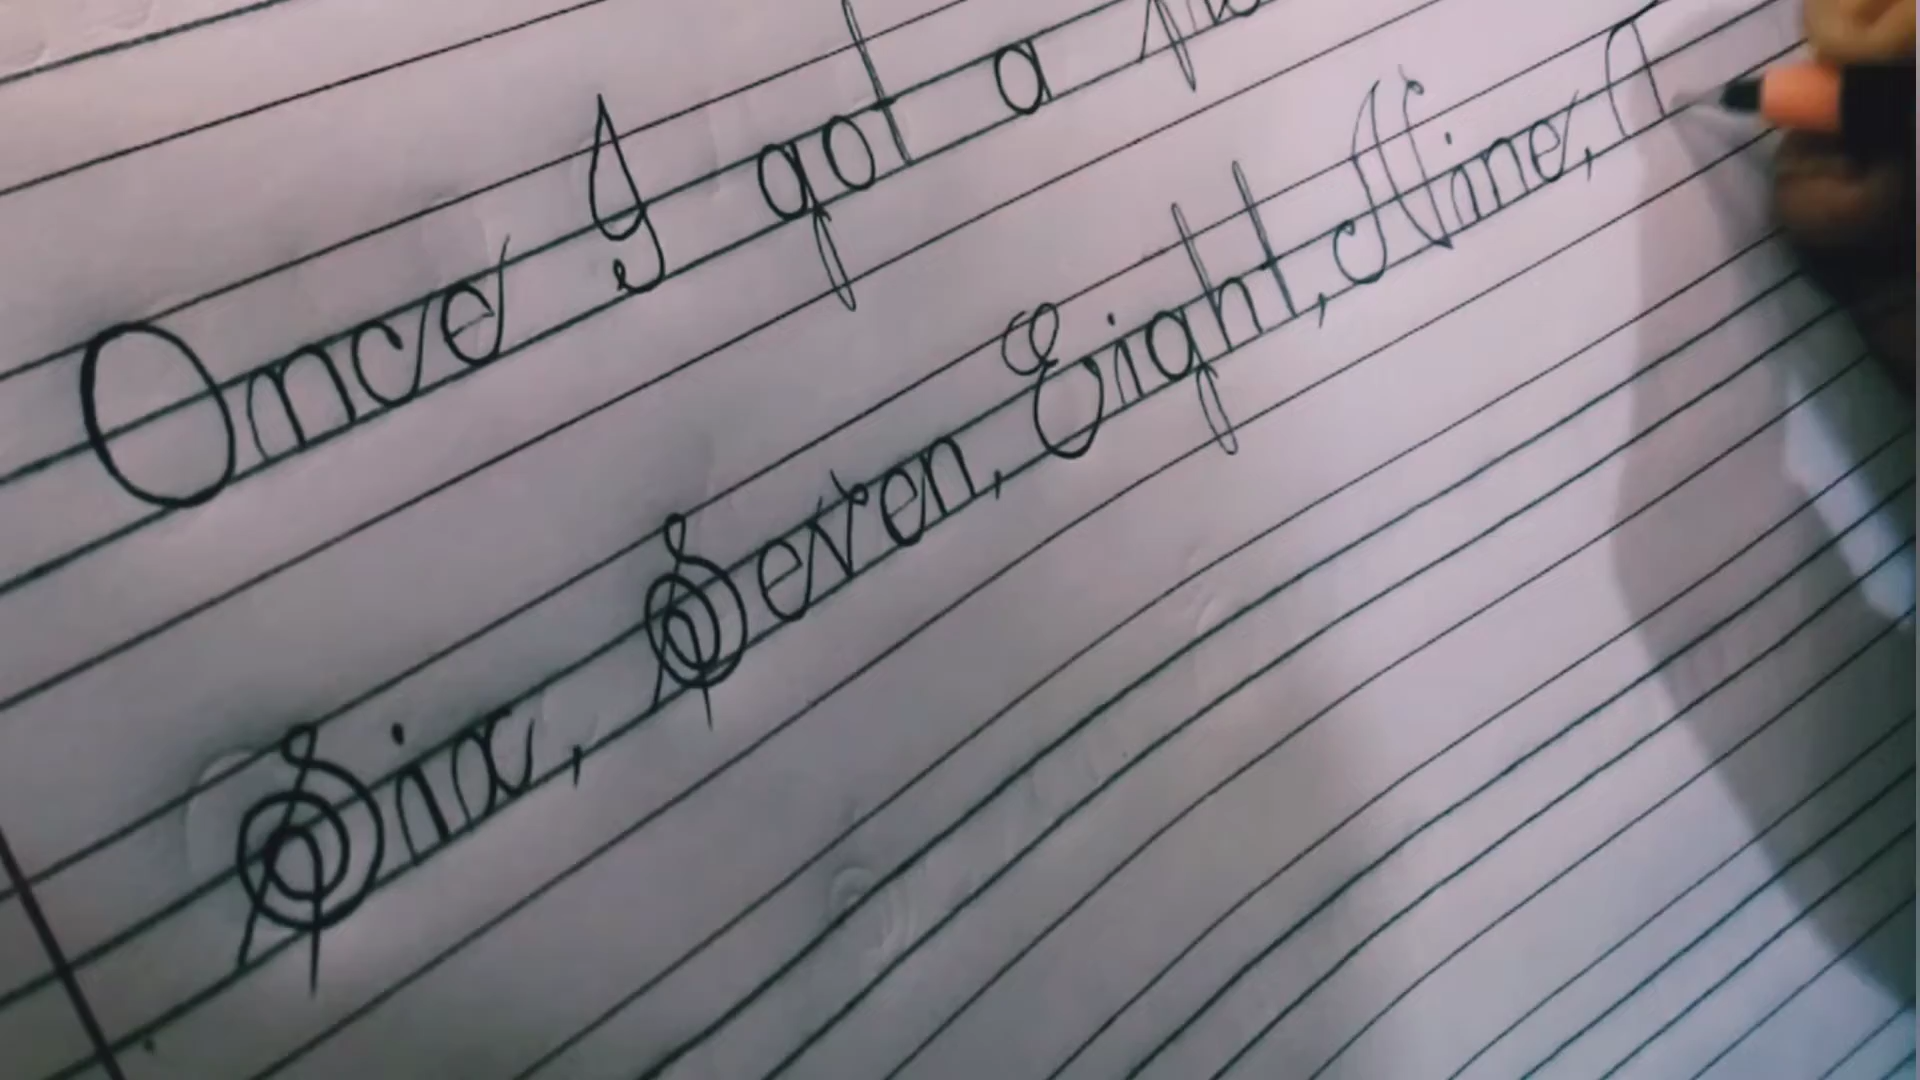 Once I got a
Six, Seven, Eight, Nine,